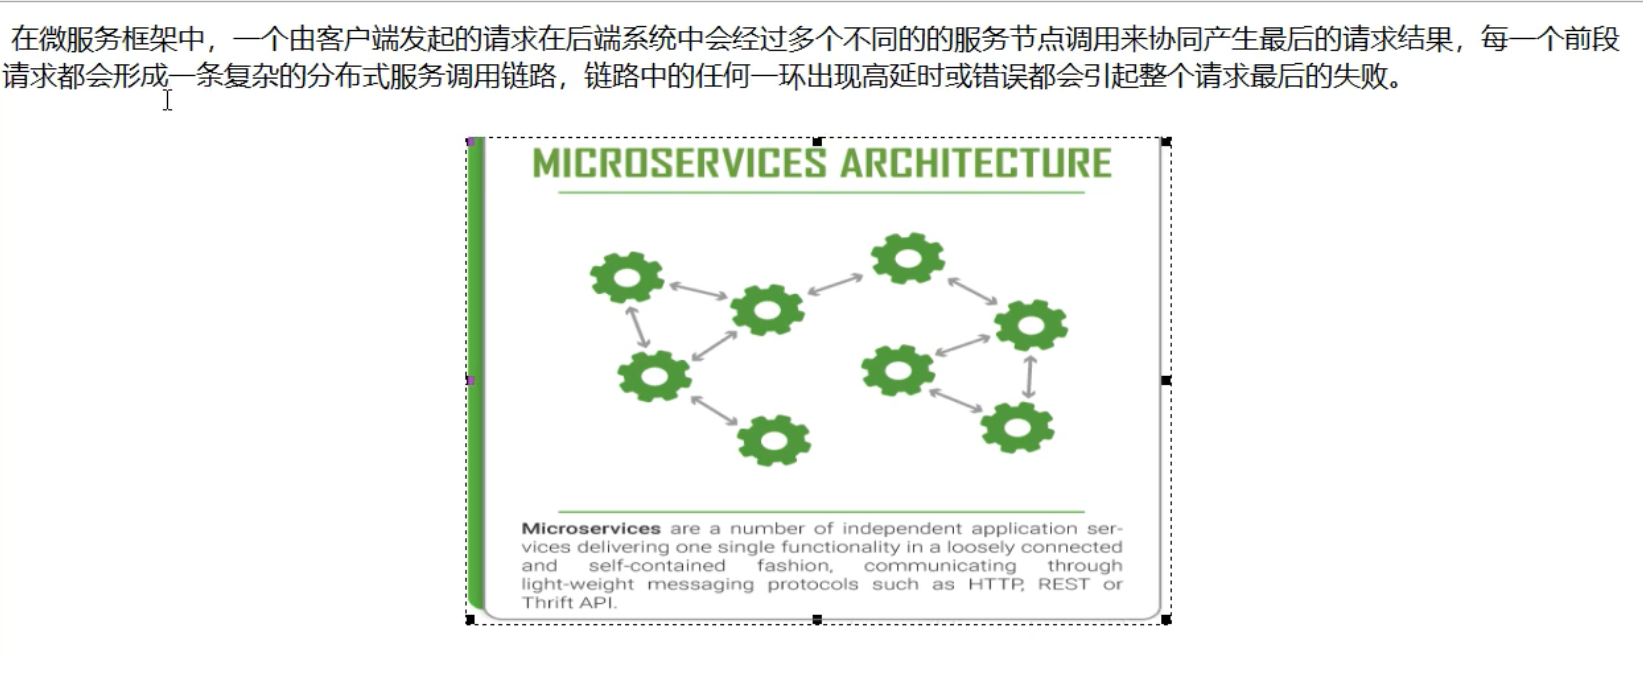 在微服务框架中，一个由客户端发起的请求在后端系统中会经过多个不同的的服务节点调用来协同产生最后的请求结果，每一个前段
请求都会形成一条复杂的分布式服务调用链路，链路中的任何一环出现高延时或错误都会引起整个请求最后的失败。
MICROSERVICES ARCHITECTURE
Microservices are a number of independent application ser-
vices delivering one single functionality in a loosely connected
and self-contained fashion, communicating through
light-weight messaging protocols such as HTTP, REST or
Thrift API.